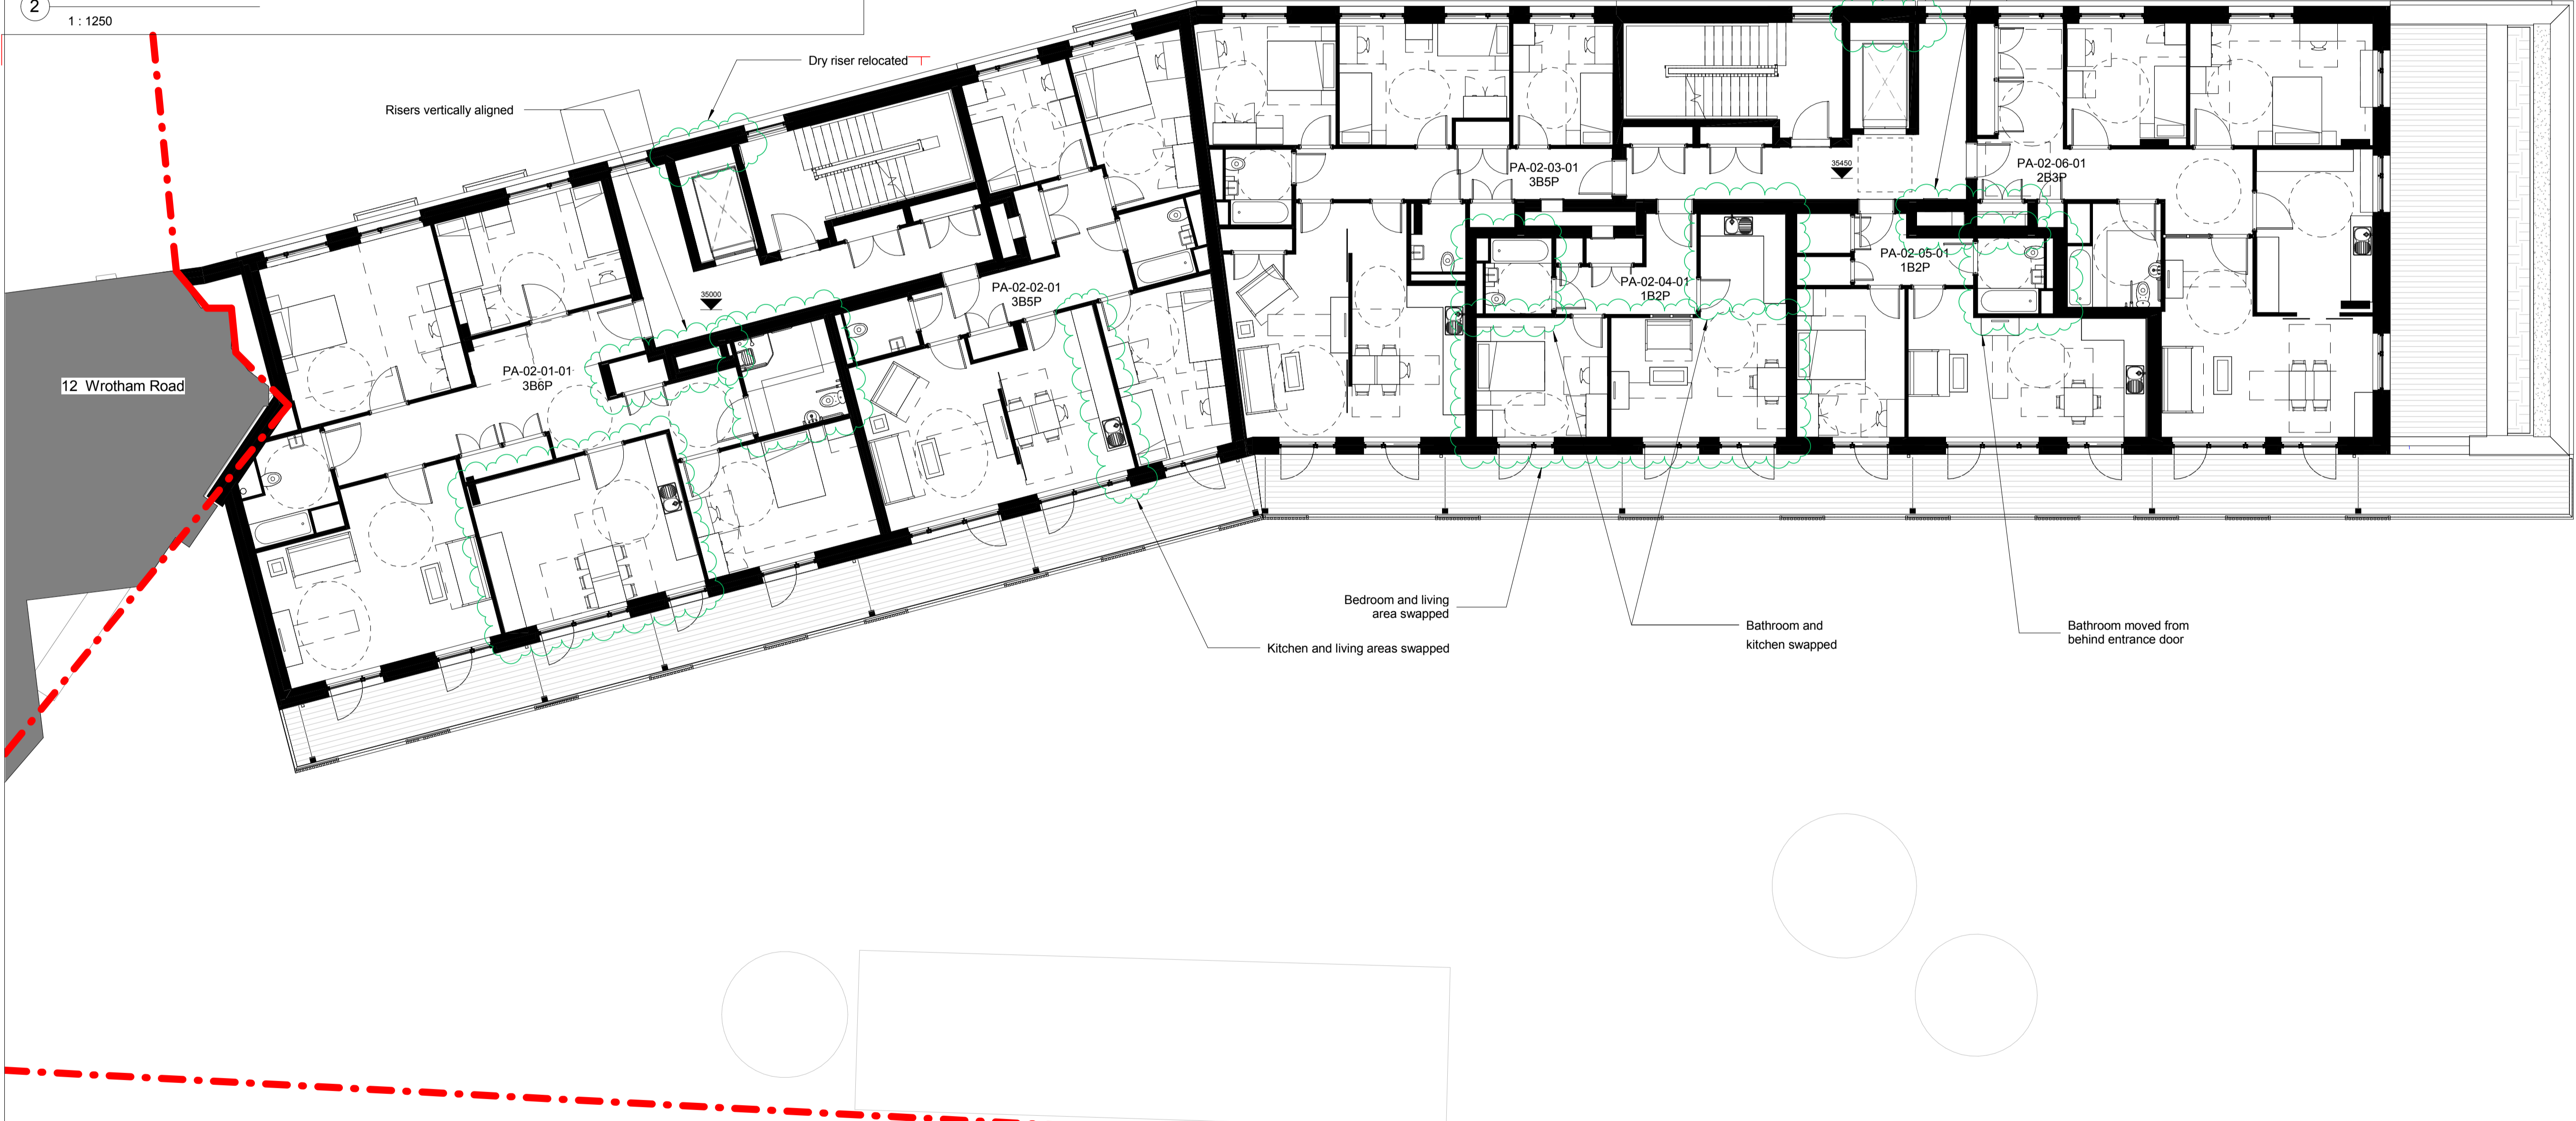 2
1 : 1250
Dry riser relocated
Risers vertically aligned
PA-02-03-01
3B5P
35450
PA-02-06-01
2B3P
PA-02-05-01
1B2P
PA-02-04-01
1B2P
PA-02-02-01
3B5P
35000
PA-02-01-01
3B6P
12 Wrotham Road
Bedroom and living
area swapped
Kitchen and living areas swapped
Bathroom and
kitchen swapped
Bathroom moved from
behind entrance door